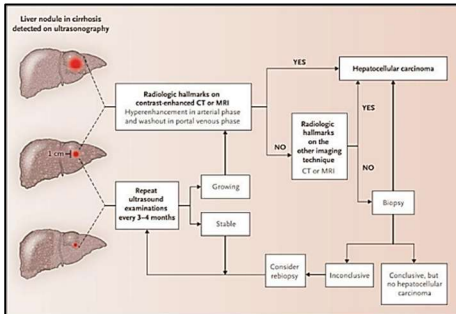 Liver nodule in cirrhosis
detected on ultrasonography
1 cm
Radiologic hallmarks on
contrast-enhanced CT or MRI
Hyperenhancement in arterial phase
and washout in portal venous phase
YES
Hepatocellular carcinoma
NO
Radiologic
hallmarks on
the other imaging
technique
CT or MRI
YES
NO
Repeat
ultrasound
examinations
every 3–4 months
Growing
Stable
Biopsy
Consider
rebiopsy
Inconclusive
Conclusive, but
no hepatocellular
carcinoma